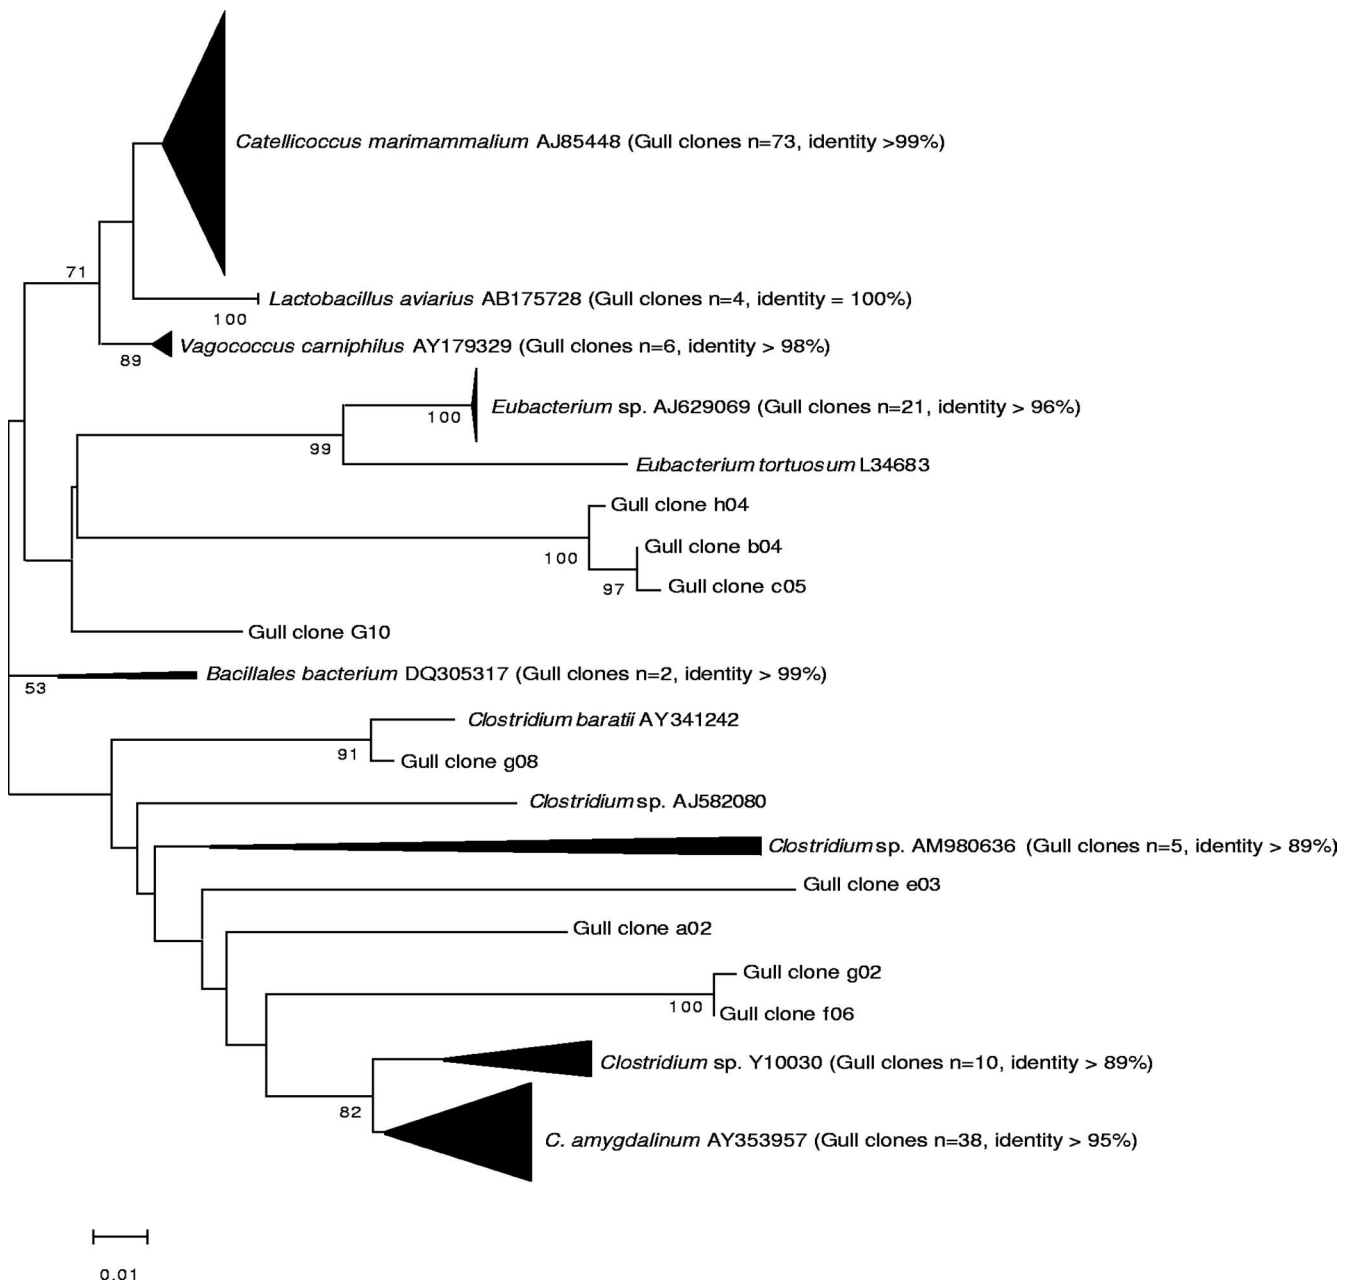 Catellicoccus marimammalium AJ85448 (Gull clones n=73, identity >99%)
71
Lactobacillus aviarius AB175728 (Gull clones n=4, identity = 100%)
100
Vagococcus carniphilus AY179329 (Gull clones n=6, identity > 98%)
89
Eubacterium sp. AJ629069 (Gull clones n=21, identity > 96%)
100
99
Eubacterium tortuosum L34683
Gull clone h04
Gull clone b04
100
Gull clone c05
97
Gull clone G10
Bacillales bacterium DQ305317 (Gull clones n=2, identity > 99%)
53
Clostridium baratii AY341242
91
Gull clone g08
Clostridium sp. AJ582080
Clostridium sp. AM980636 (Gull clones n=5, identity > 89%)
Gull clone e03
Gull clone a02
Gull clone g02
100
Gull clone f06
Clostridium sp. Y10030 (Gull clones n=10, identity > 89%)
82
C. amygdalinum AY353957 (Gull clones n=38, identity > 95%)
0.01